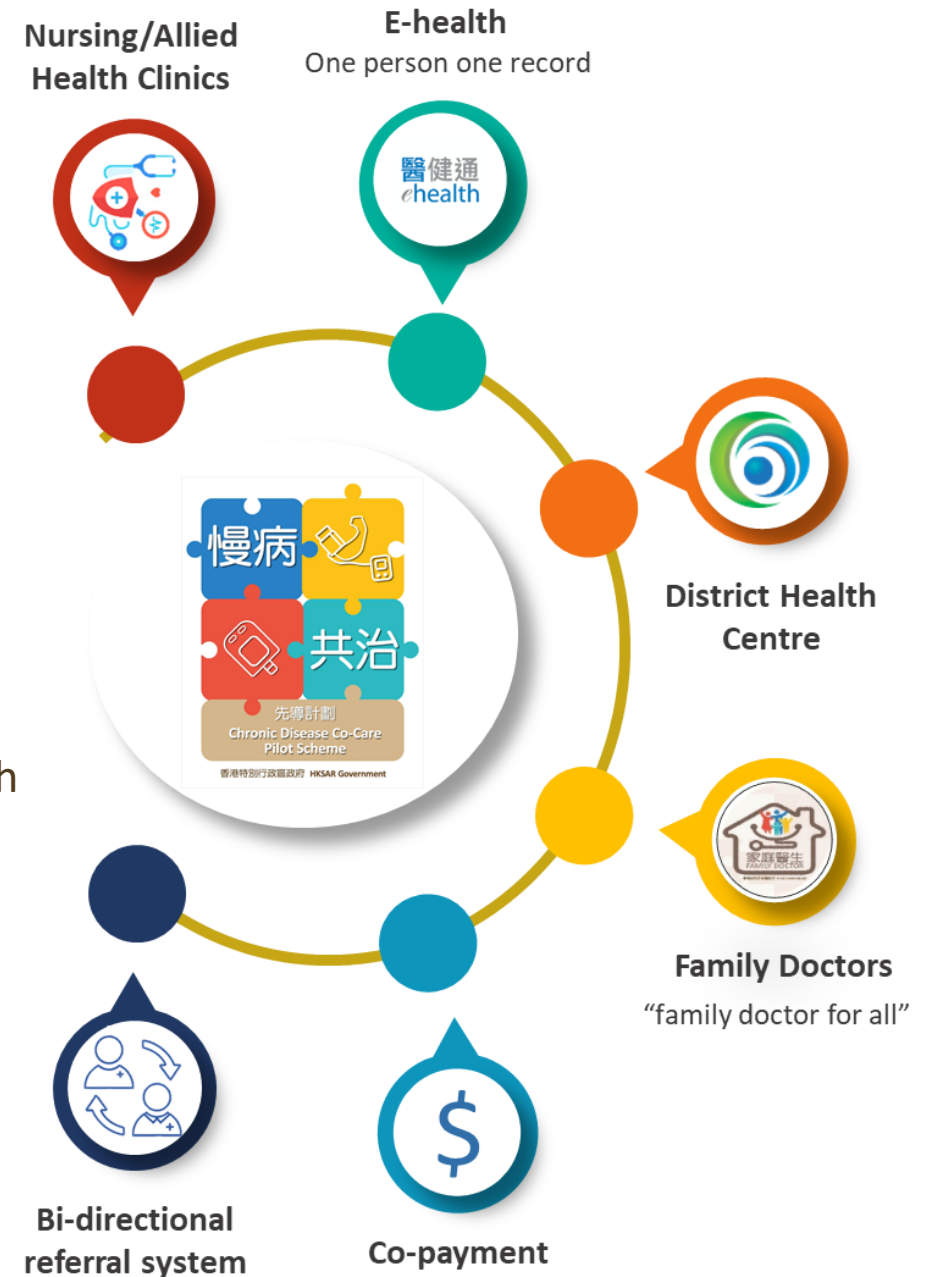 Nursing/Allied
Health Clinics
E-health
One person one record
醫健通
ehealth
District Health
Centre
慢病
共治
先導計劃
Chronic Disease Co-Care
Pilot Scheme
香港特別行政區政府 HKSAR Government
h
家庭醫生
FAMILY DOCTOR
Family Doctors
“family doctor for all”
$
Bi-directional
referral system
Co-payment